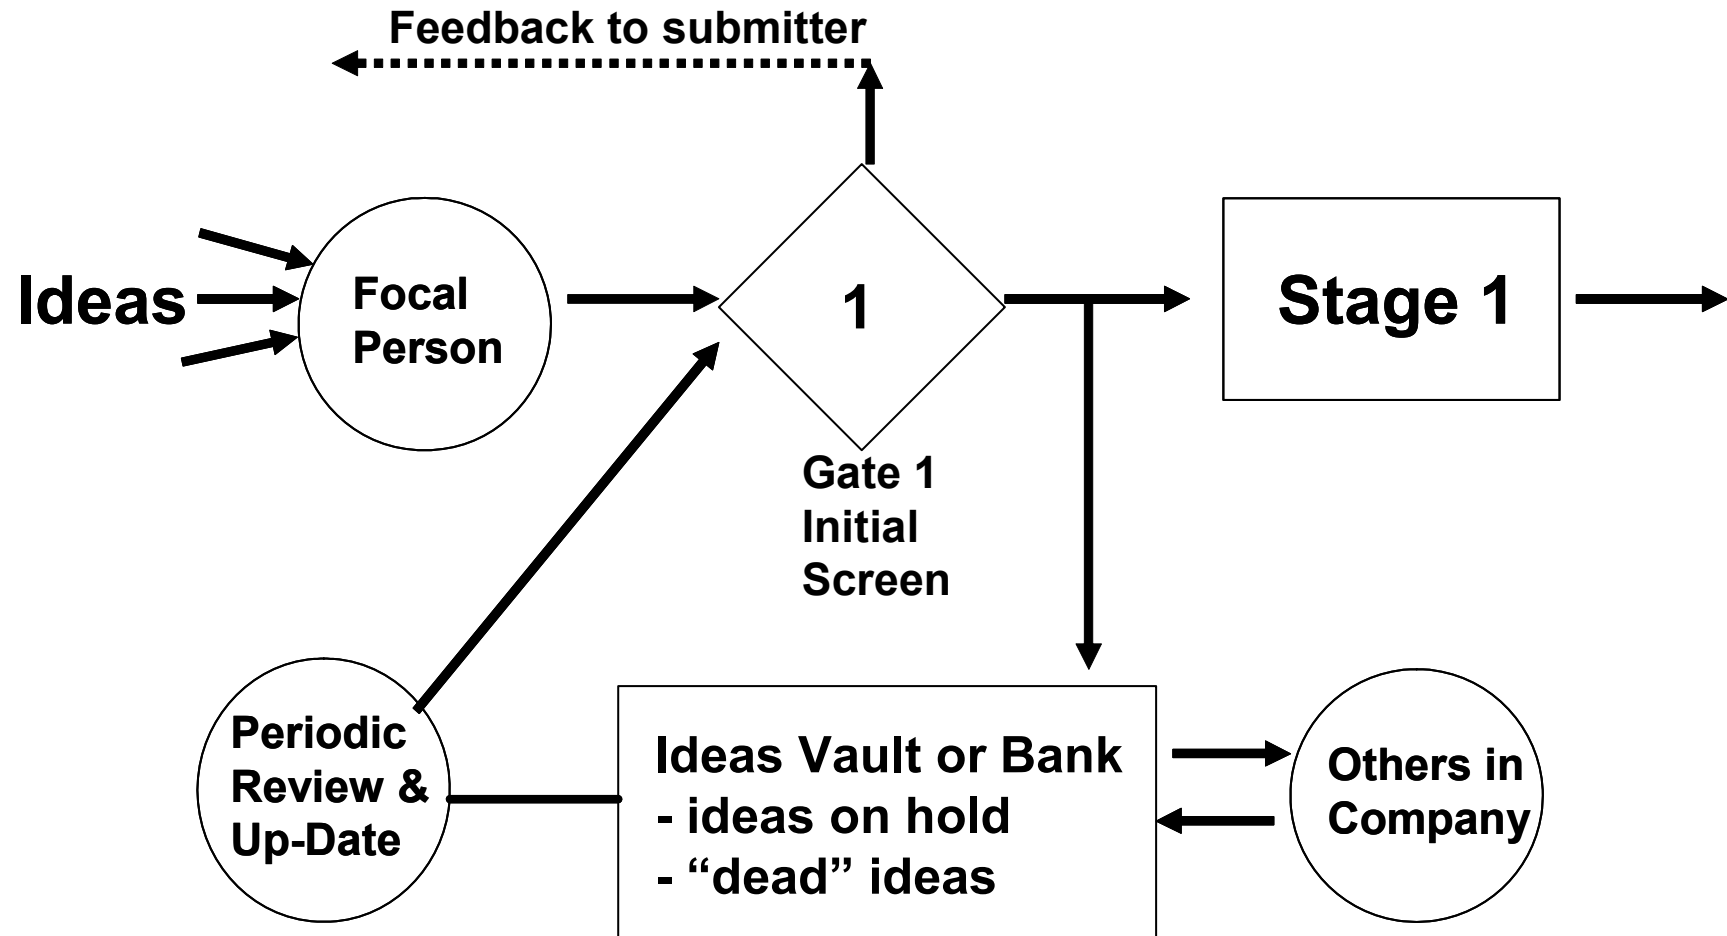 Feedback to submitter
Ideas
Focal
Person
1
Stage 1
Gate 1
Initial
Screen
Periodic
Review &
Up-Date
Ideas Vault or Bank
- ideas on hold
- “dead” ideas
Others in
Company